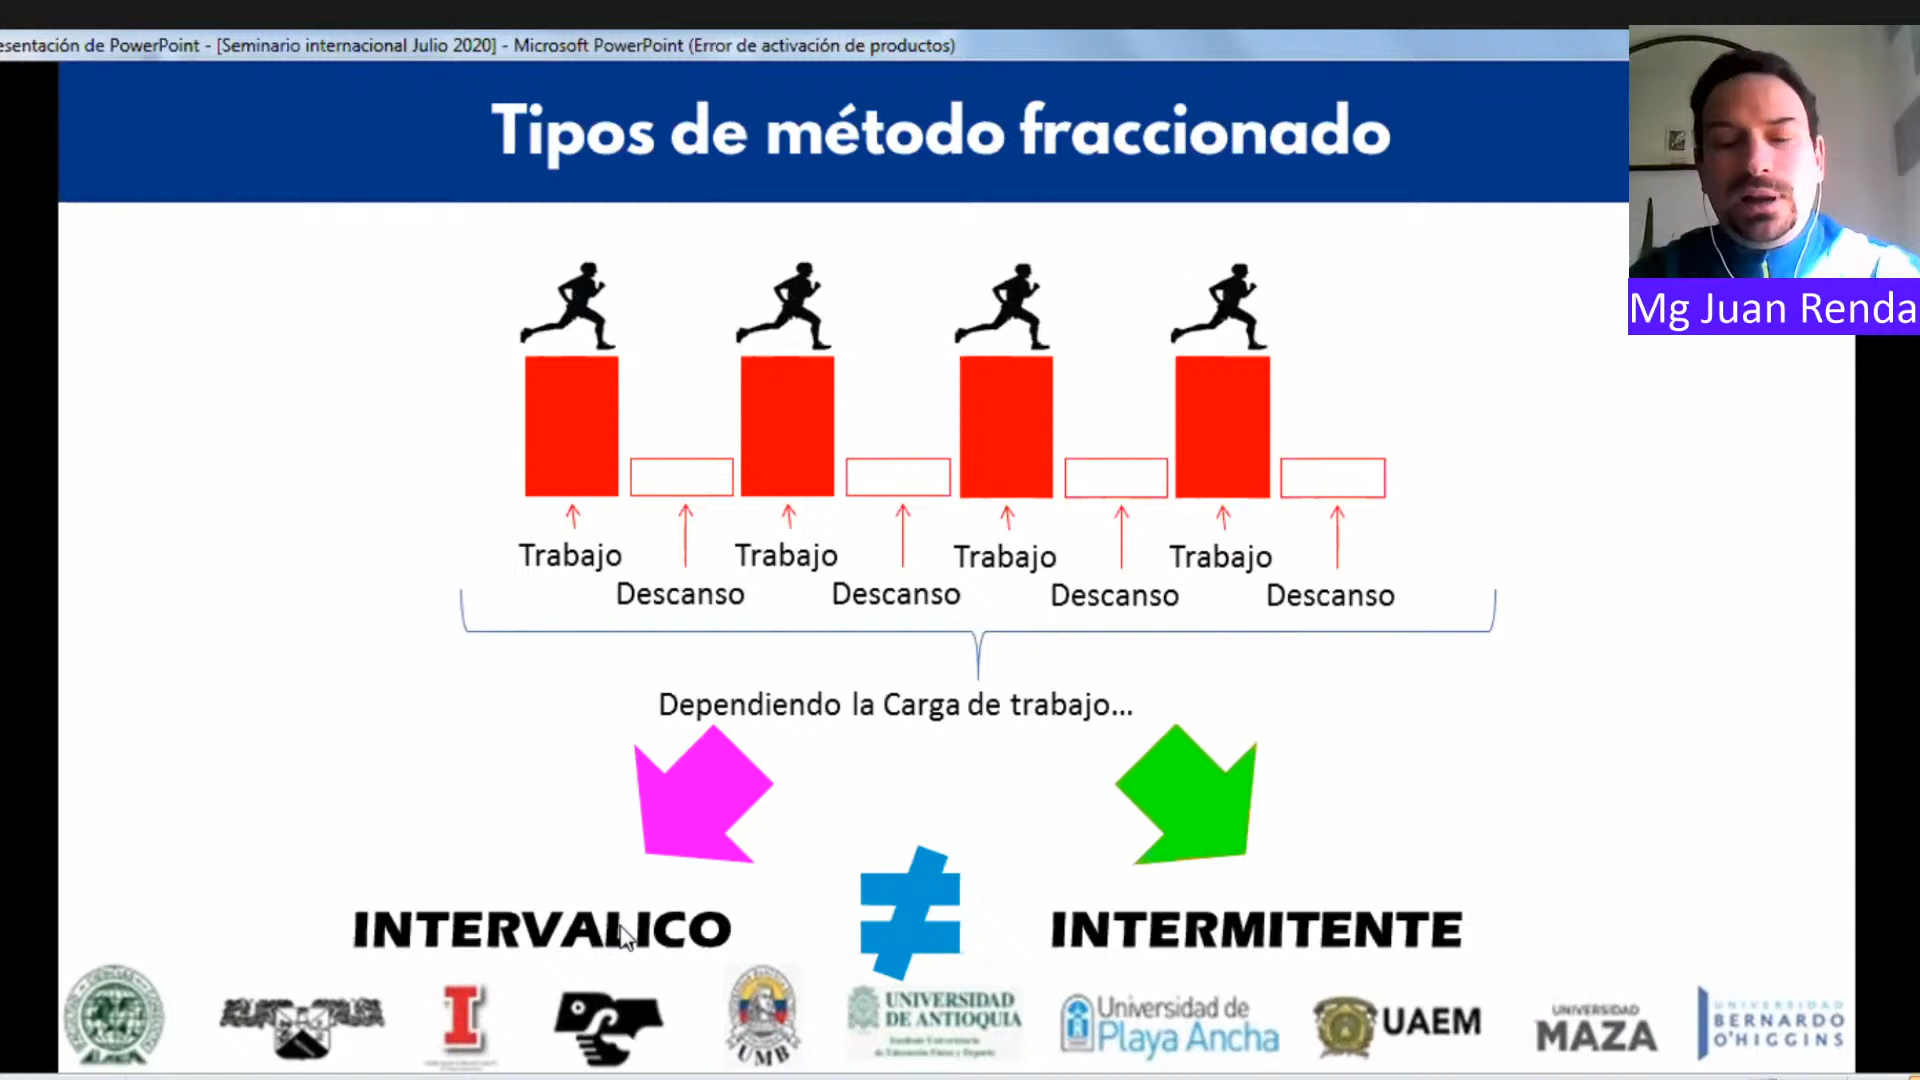 esentación de PowerPoint - [Seminario internacional Julio 2020] - Microsoft PowerPoint (Error de activación de productos)
Tipos de método fraccionado
Mg Juan Renda
Trabajo Trabajo Trabajo Trabajo
Descanso Descanso Descanso Descanso
Dependiendo la Carga de trabajo...
INTERVALICO ≠ INTERMITENTE
UMB
UNIVERSIDAD
DE ANTIOQUIA
Universidad de
Playa Ancha
UAEM
UNIVERSIDAD
MAZA
UNIVERSIDAD
BERNARDO
O'HIGGINS